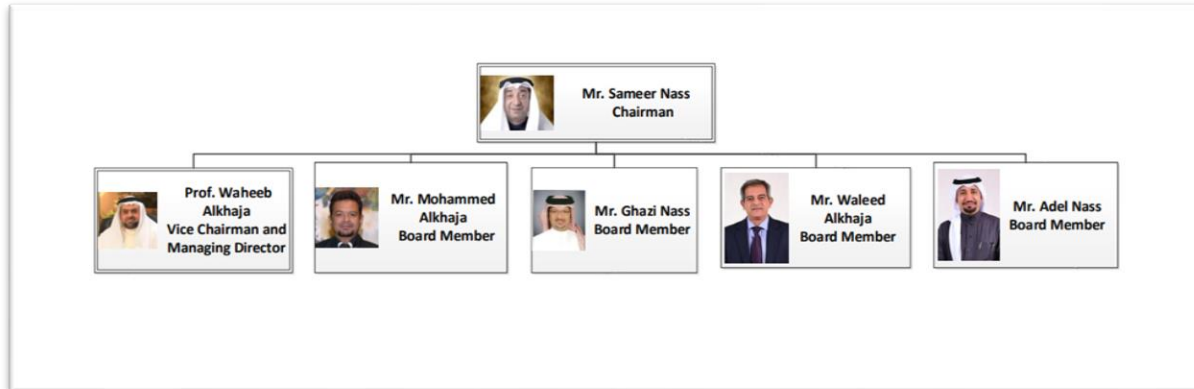 Mr. Sameer Nass
Chairman
Prof. Waheeb
Alkhaja
Vice Chairman and
Managing Director
Mr. Mohammed
Alkhaja
Board Member
Mr. Ghazi Nass
Board Member
Mr. Waleed
Alkhaja
Board Member
Mr. Adel Nass
Board Member